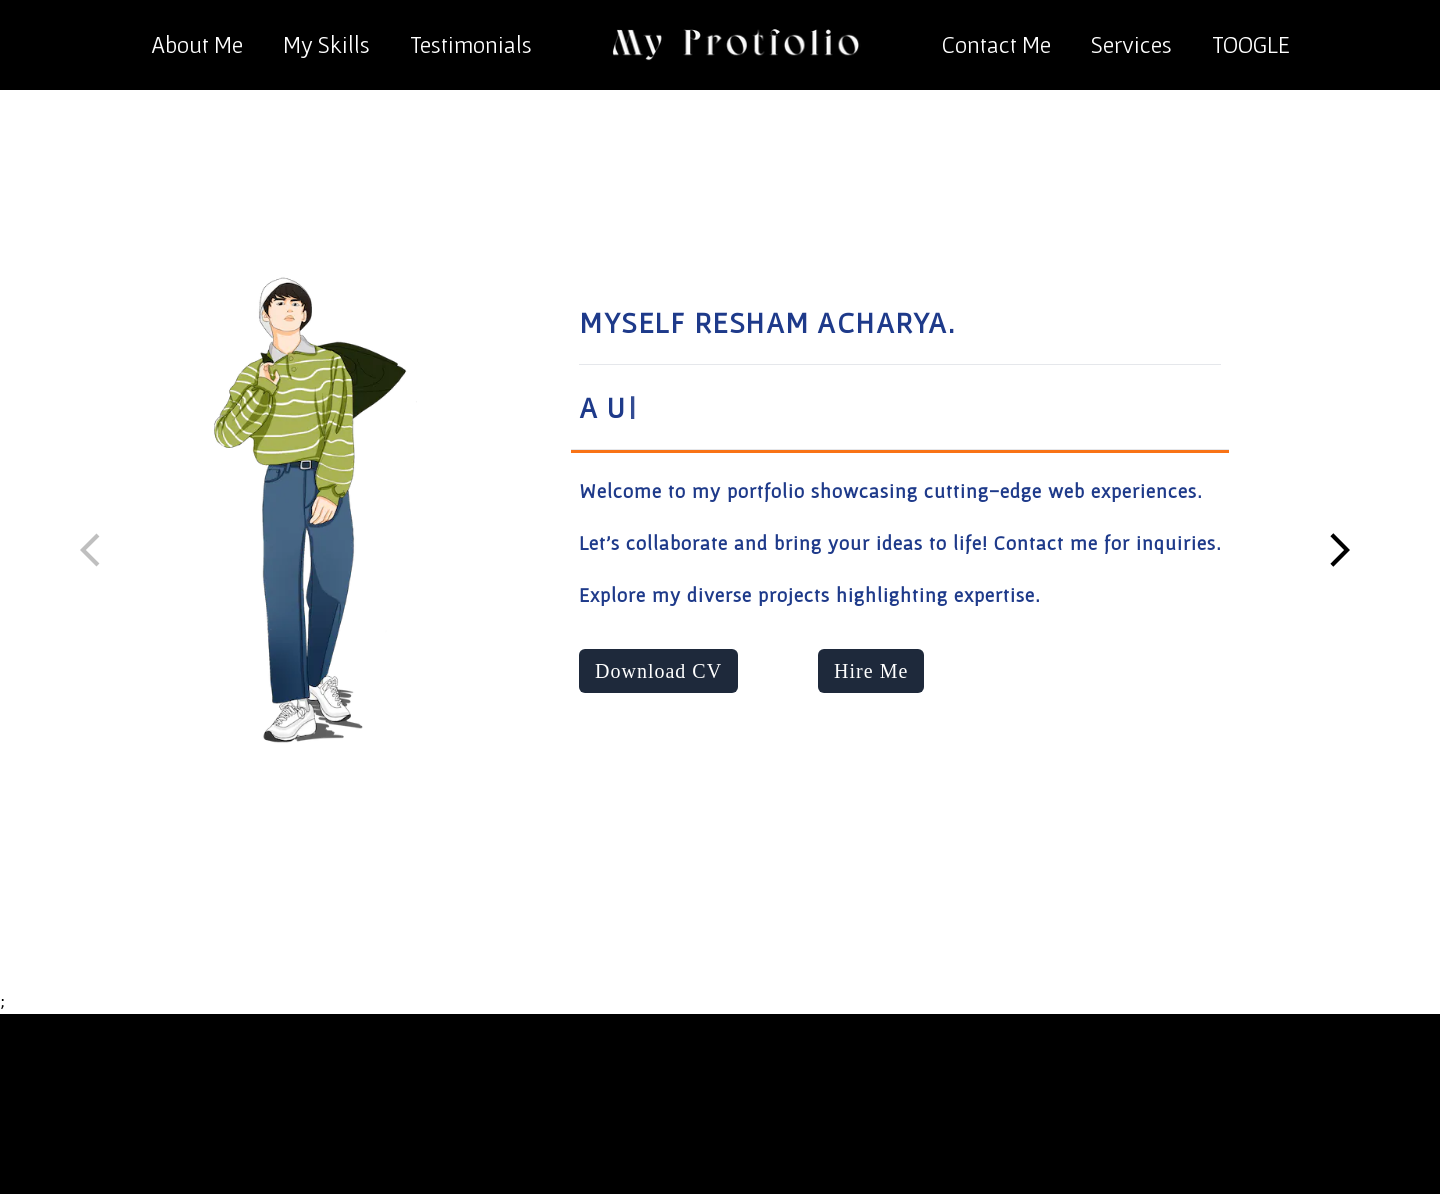 About Me My Skills Testimonials My Protfolio Contact Me Services TOOGLE
MYSELF RESHAM ACHARYA.
A U|
Welcome to my portfolio showcasing cutting-edge web experiences.
Let's collaborate and bring your ideas to life! Contact me for inquiries.
Explore my diverse projects highlighting expertise.
Download CV Hire Me
;